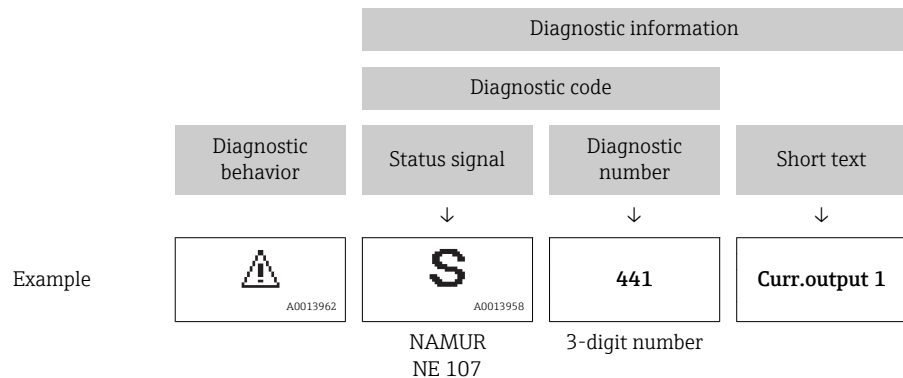 Diagnostic information
Diagnostic code
Diagnostic
behavior
Status signal
Diagnostic
number
Short text
↓
↓
↓
Example
A0013962
S
A0013958
441
Curr.output 1
NAMUR
NE 107
3-digit number